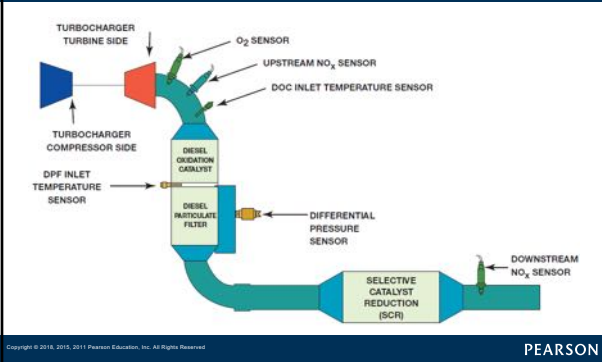 TURBOCHARGER
TURBINE SIDE
O2 SENSOR
UPSTREAM NOX SENSOR
DOC INLET TEMPERATURE SENSOR
TURBOCHARGER
COMPRESSOR SIDE
DIESEL
OXIDATION
CATALYST
DPF INLET
TEMPERATURE
SENSOR
DIESEL
PARTICULATE
FILTER
DIFFERENTIAL
PRESSURE
SENSOR
DOWNSTREAM
NOX SENSOR
SELECTIVE
CATALYST
REDUCTION
(SCR)
Copyright © 2018, 2015, 2011 Pearson Education, Inc. All Rights Reserved
PEARSON